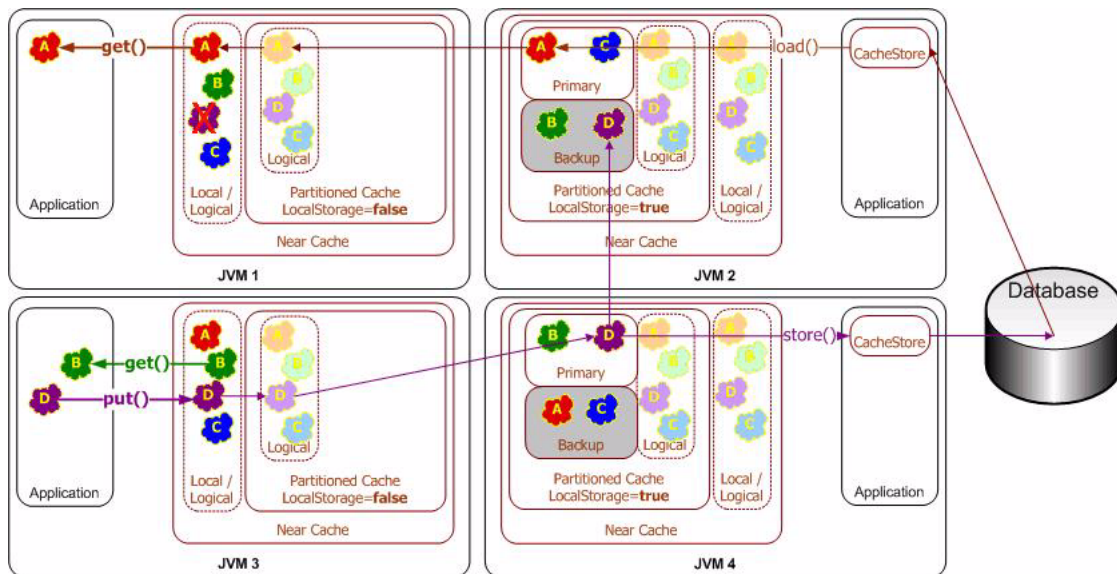 A get() A A
B B
D D
X C C
Logical
Local /
Logical
Partitioned Cache
LocalStorage=false
Application
Near Cache
JVM 1
A C A A load() CacheStore
B B
Primary
D D
B D C C
Backup Logical
Partitioned Cache
LocalStorage=true
Local /
Logical
Application
Near Cache
JVM 2
Database
A A
B get() B B
D put() D D
C C
Logical
Local /
Logical
Partitioned Cache
LocalStorage=false
Application
Near Cache
JVM 3
B D A A store() CacheStore
B B
Primary
D D
A C C C
Backup Logical
Partitioned Cache
LocalStorage=true
Local /
Logical
Application
Near Cache
JVM 4